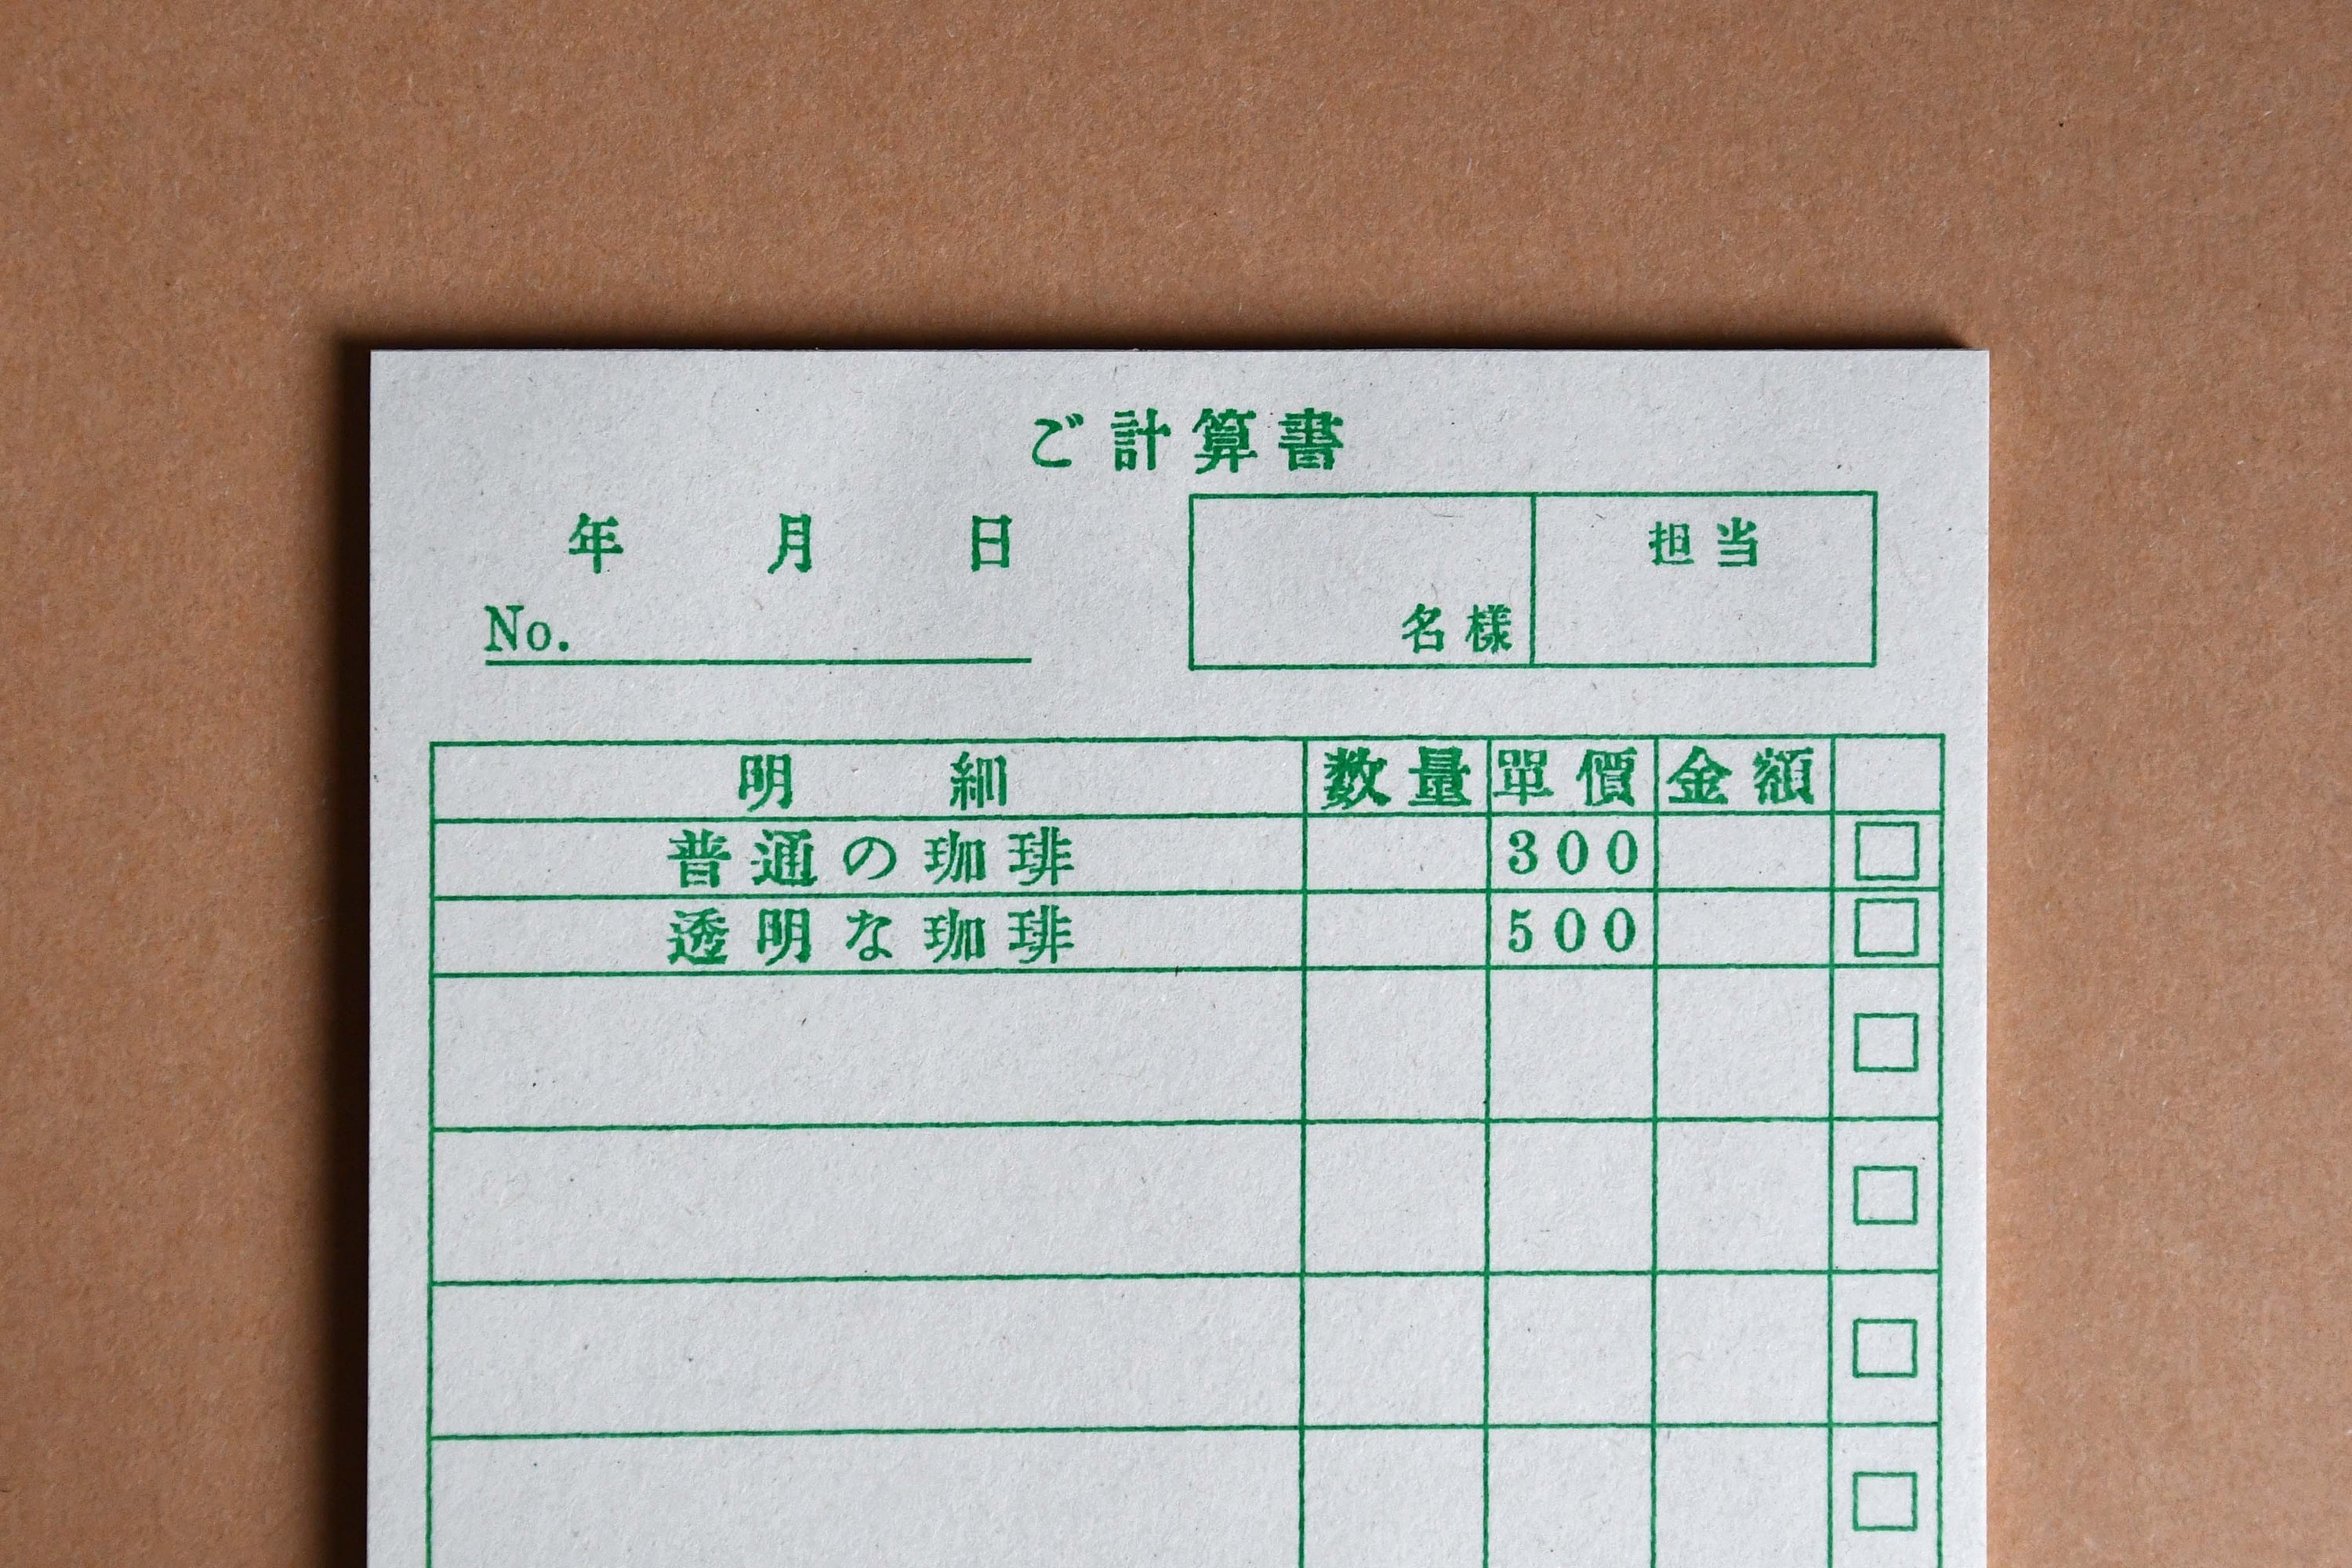 ご計算書
年 月 日
担当
No.
名様
明 細 数量 單價 金額
普通の珈琲 300
透明な珈琲 500